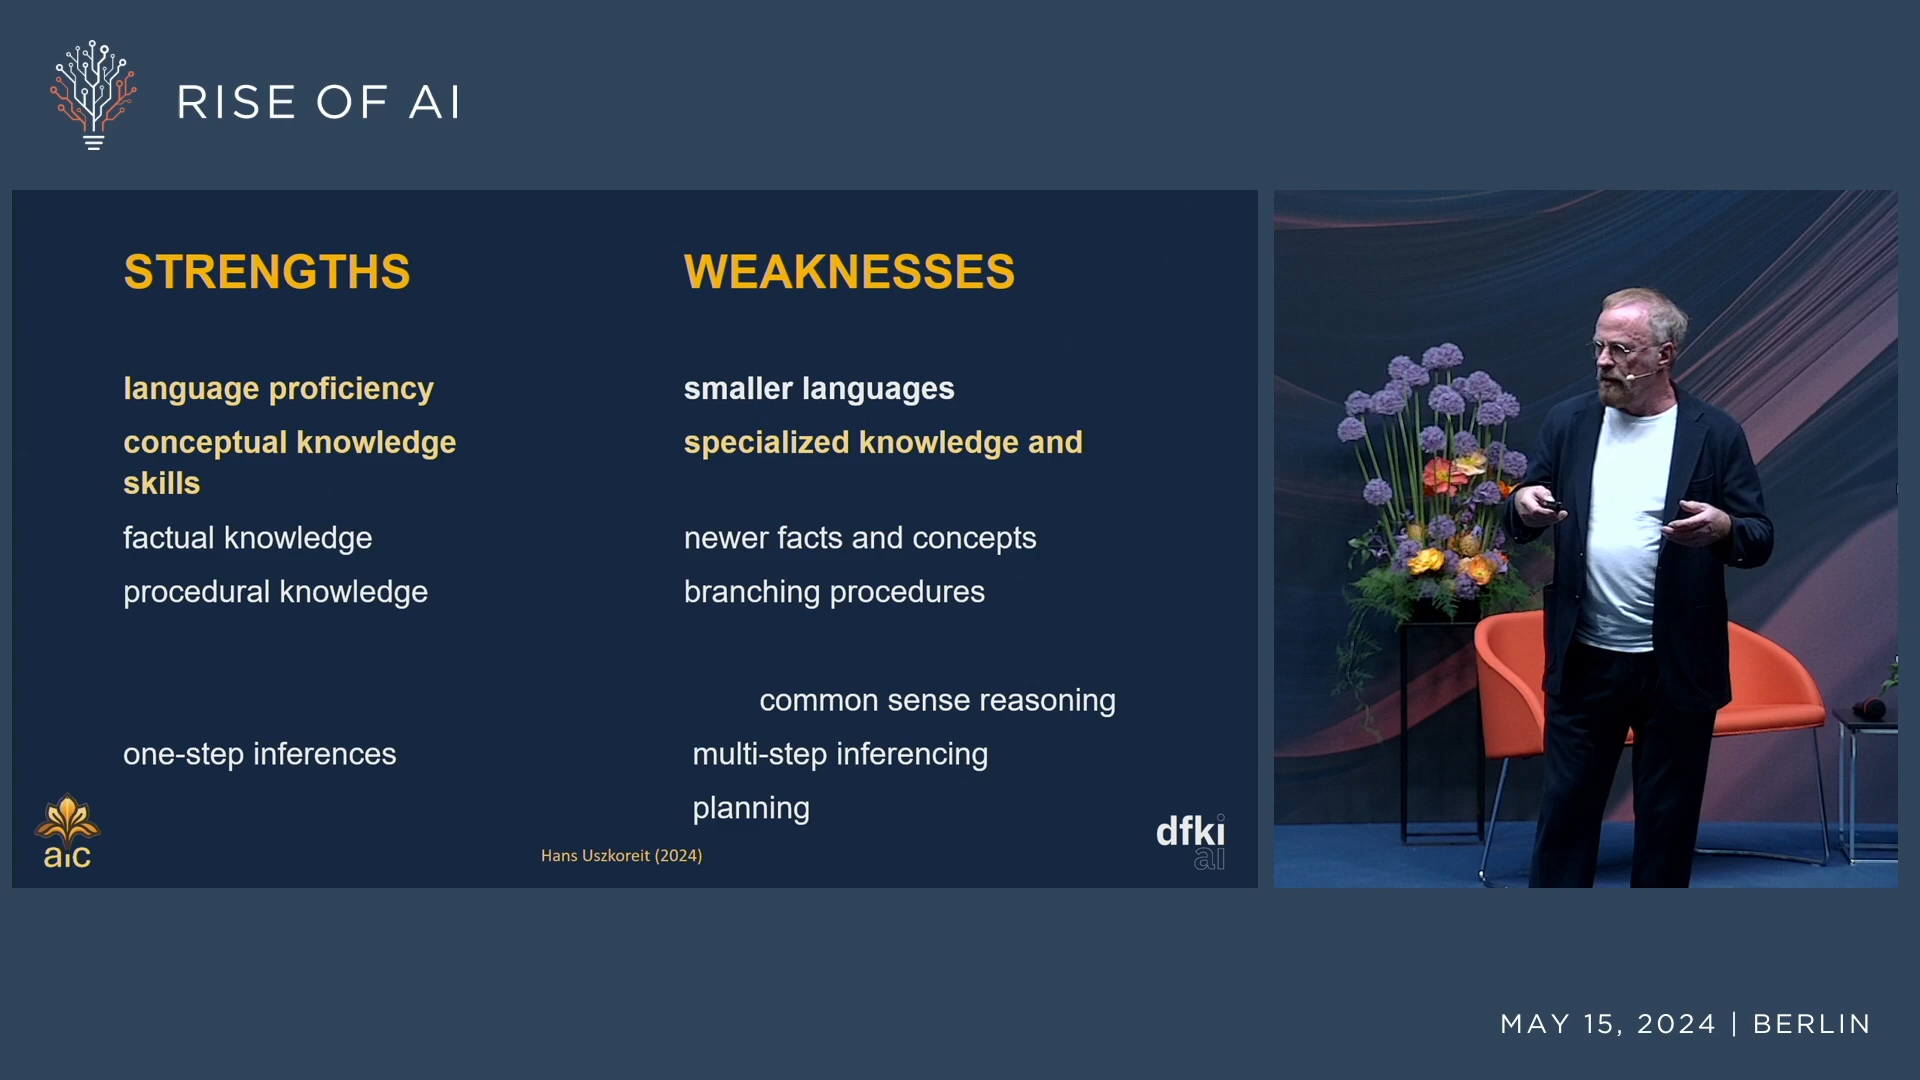 RISE OF AI
STRENGTHS WEAKNESSES
language proficiency smaller languages
conceptual knowledge specialized knowledge and
skills
factual knowledge newer facts and concepts
procedural knowledge branching procedures
common sense reasoning
one-step inferences multi-step inferencing
planning
aic
Hans Uszkoreit (2024)
dfki
ai
MAY 15, 2024 | BERLIN